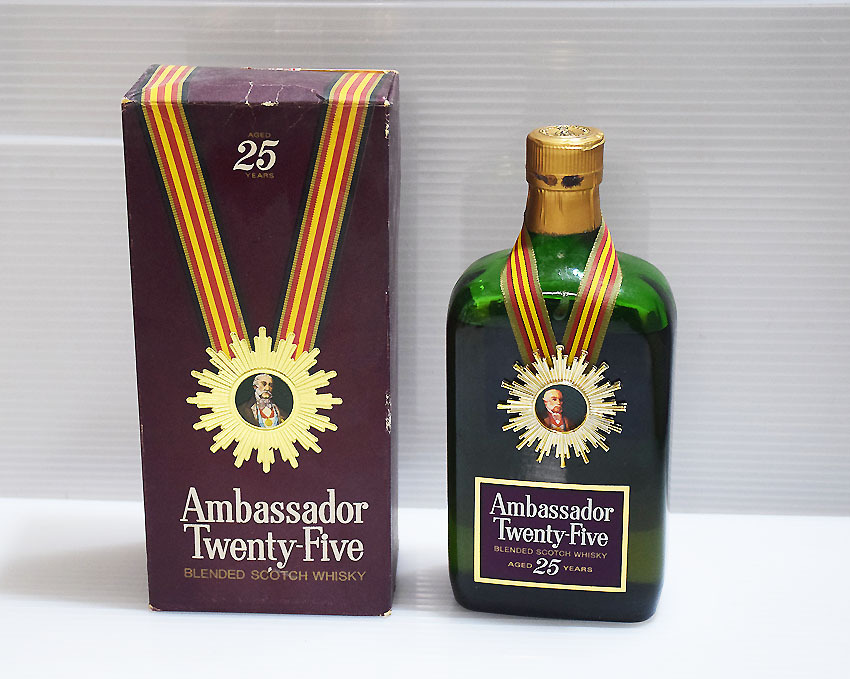 AGED
25
YEARS
Ambassador
Twenty-Five
BLENDED SCOTCH WHISKY
Ambassador
Twenty-Five
BLENDED SCOTCH WHISKY
AGED 25 YEARS